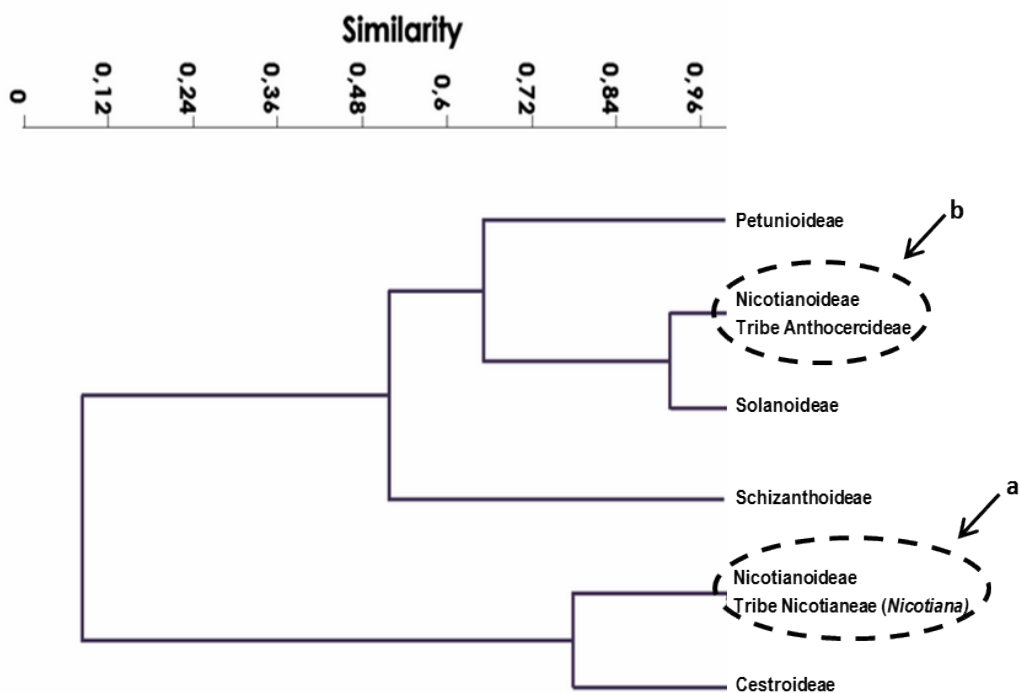 Similarity
0 0,12 0,24 0,36 0,48 0,6 0,72 0,84 0,96
Petunioideae
b
Nicotianoideae
Tribe Anthocercideae
Solanoideae
Schizanthoideae
a
Nicotianoideae
Tribe Nicotianeae (Nicotiana)
Cestroideae